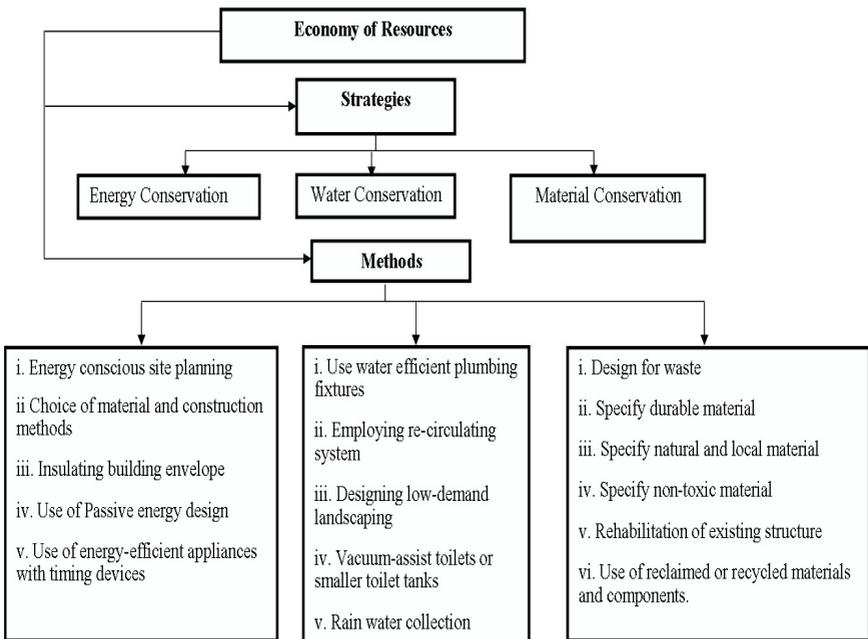 Economy of Resources
Strategies
Energy Conservation
Water Conservation
Material Conservation
Methods
i. Energy conscious site planning
ii Choice of material and construction
methods
iii. Insulating building envelope
iv. Use of Passive energy design
v. Use of energy-efficient appliances
with timing devices
i. Use water efficient plumbing
fixtures
ii. Employing re-circulating
system
iii. Designing low-demand
landscaping
iv. Vacuum-assist toilets or
smaller toilet tanks
v. Rain water collection
i. Design for waste
ii. Specify durable material
iii. Specify natural and local material
iv. Specify non-toxic material
v. Rehabilitation of existing structure
vi. Use of reclaimed or recycled materials
and components.